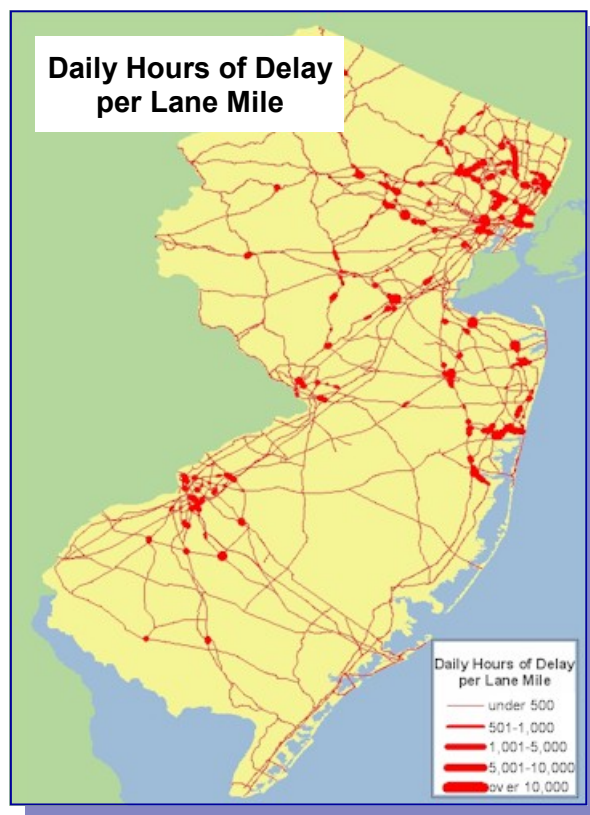 Daily Hours of Delay
per Lane Mile
Daily Hours of Delay
per Lane Mile
under 500
501-1,000
1,001-5,000
5,001-10,000
over 10,000